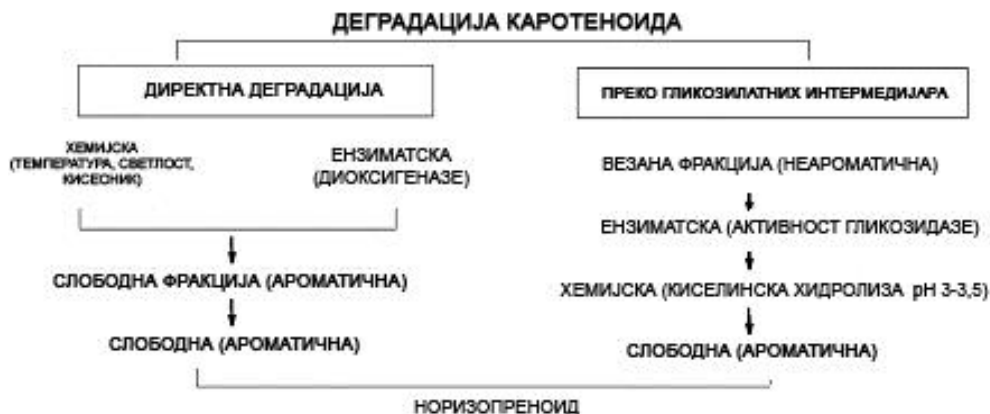 ДЕГРАДАЦИЈА КАРОТЕНОИДА
ДИРЕКТНА ДЕГРАДАЦИЈА
ПРЕКО ГЛИКОЗИЛАТНИХ ИНТЕРМЕДИЈАРА
ХЕМИЈСКА
(ТЕМПЕРАТУРА, СВЕТЛОСТ,
КИСЕСНИК)
ЕНЗИМАТСКА
(ДИОКСИГЕНАЗЕ)
ВЕЗАНА ФРАКЦИЈА (НЕАРОМАТИЧНА)
ЕНЗИМАТСКА (АКТИВНОСТ ГЛИКОЗИДАЗЕ)
СЛОБОДНА ФРАКЦИЈА (АРОМАТИЧНА)
ХЕМИЈСКА (КИСЕЛИНСКА ХИДРОЛИЗА pH 3-3,5)
СЛОБОДНА (АРОМАТИЧНА)
СЛОБОДНА (АРОМАТИЧНА)
НОРИЗОПРЕНОИД